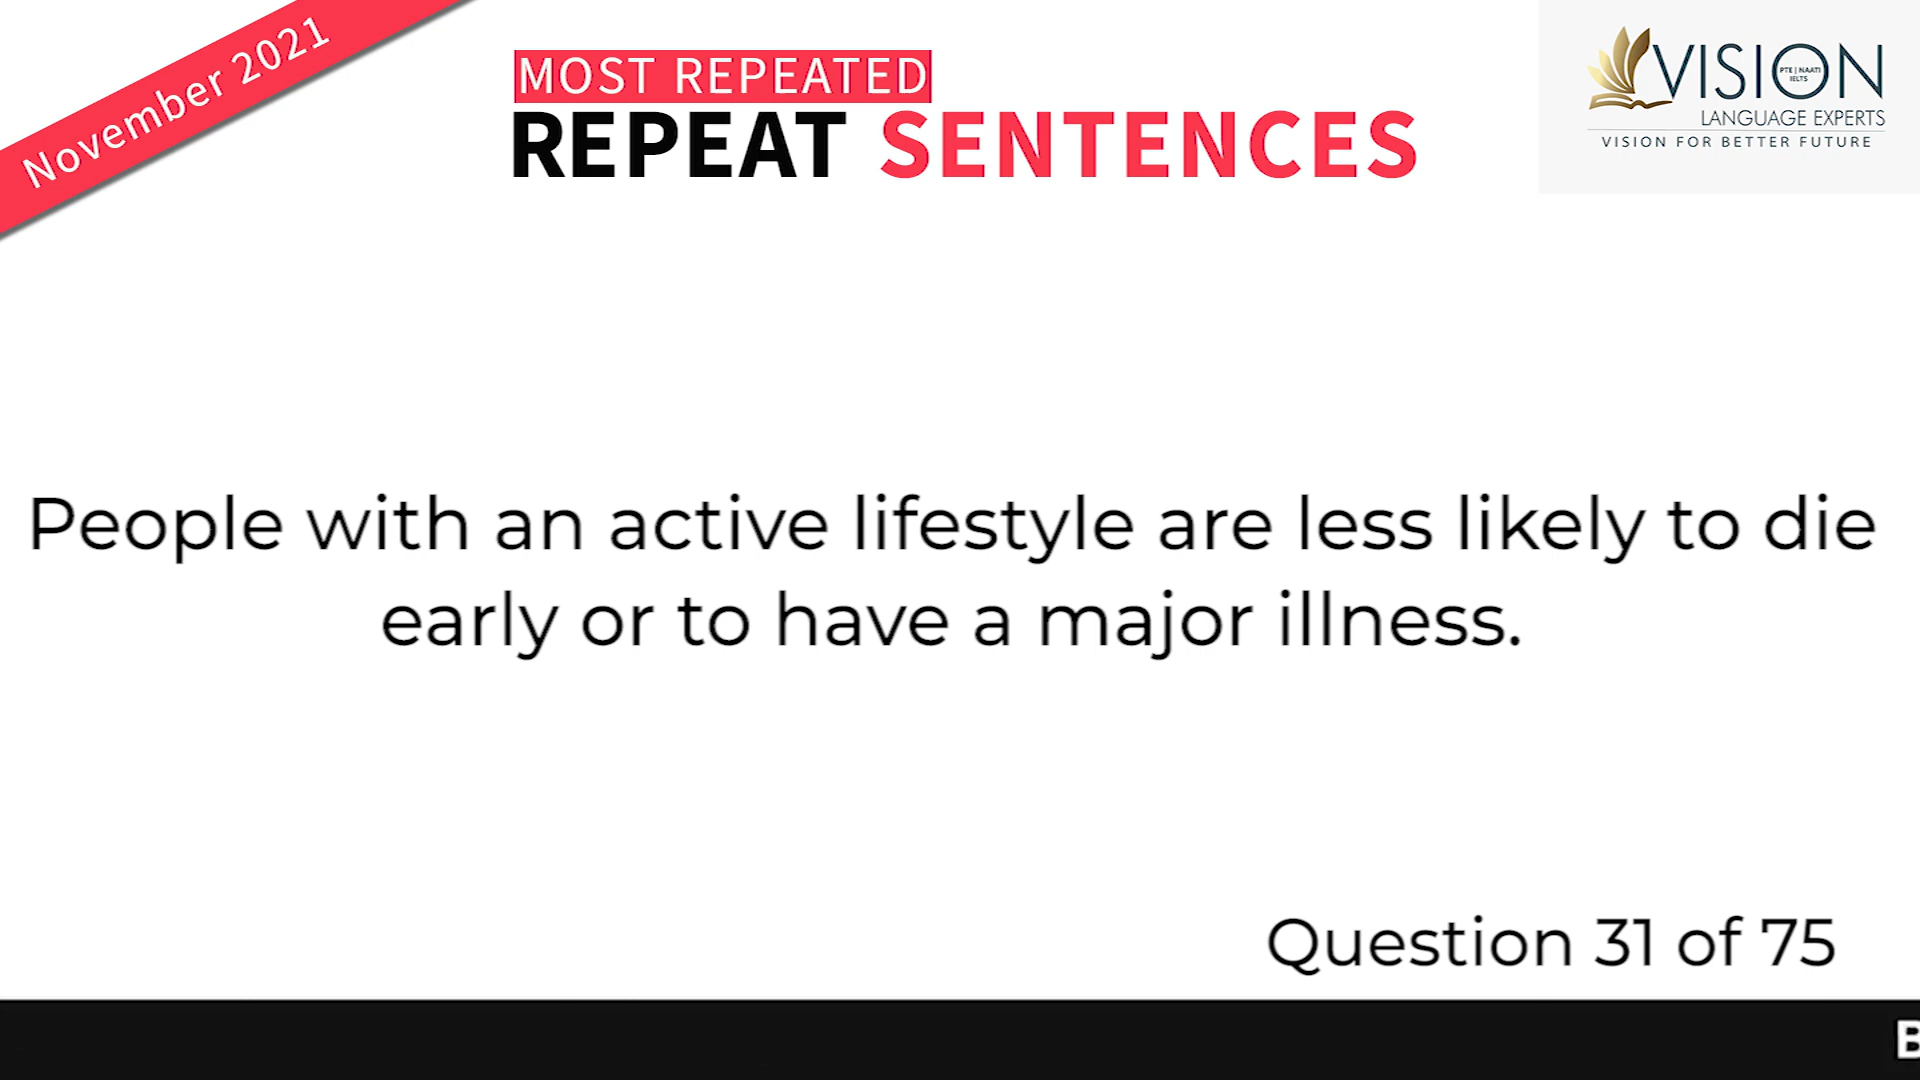 November 2021
MOST REPEATED
REPEAT SENTENCES
VISION
PTE | NAATI
IELTS
LANGUAGE EXPERTS
VISION FOR BETTER FUTURE
People with an active lifestyle are less likely to die
early or to have a major illness.
Question 31 of 75
B